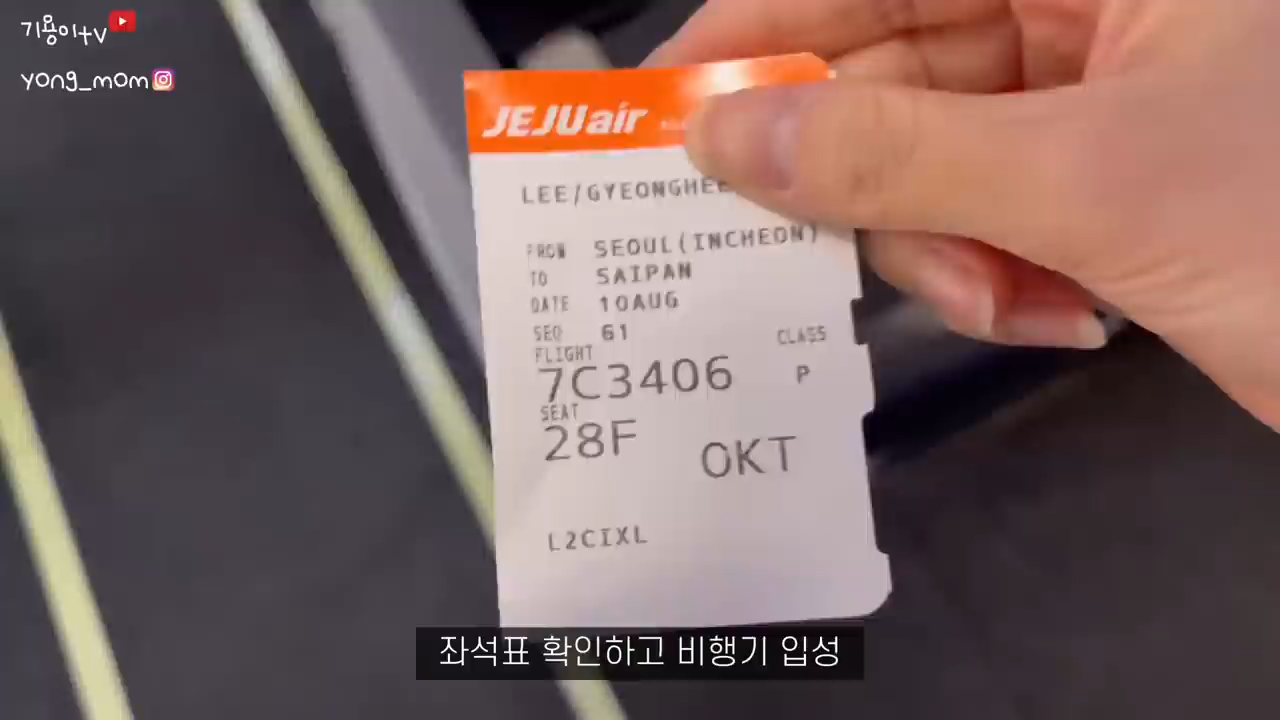 기용이tv
yong_mom
JEJUair
LEE/GYEONGHEE
FROM SEOUL(INCHEON)
TO SAIPAN
DATE 10AUG
SEQ 61
FLIGHT CLASS
7C3406 P
SEAT
28F OKT
L2CIXL
좌석표 확인하고 비행기 입성